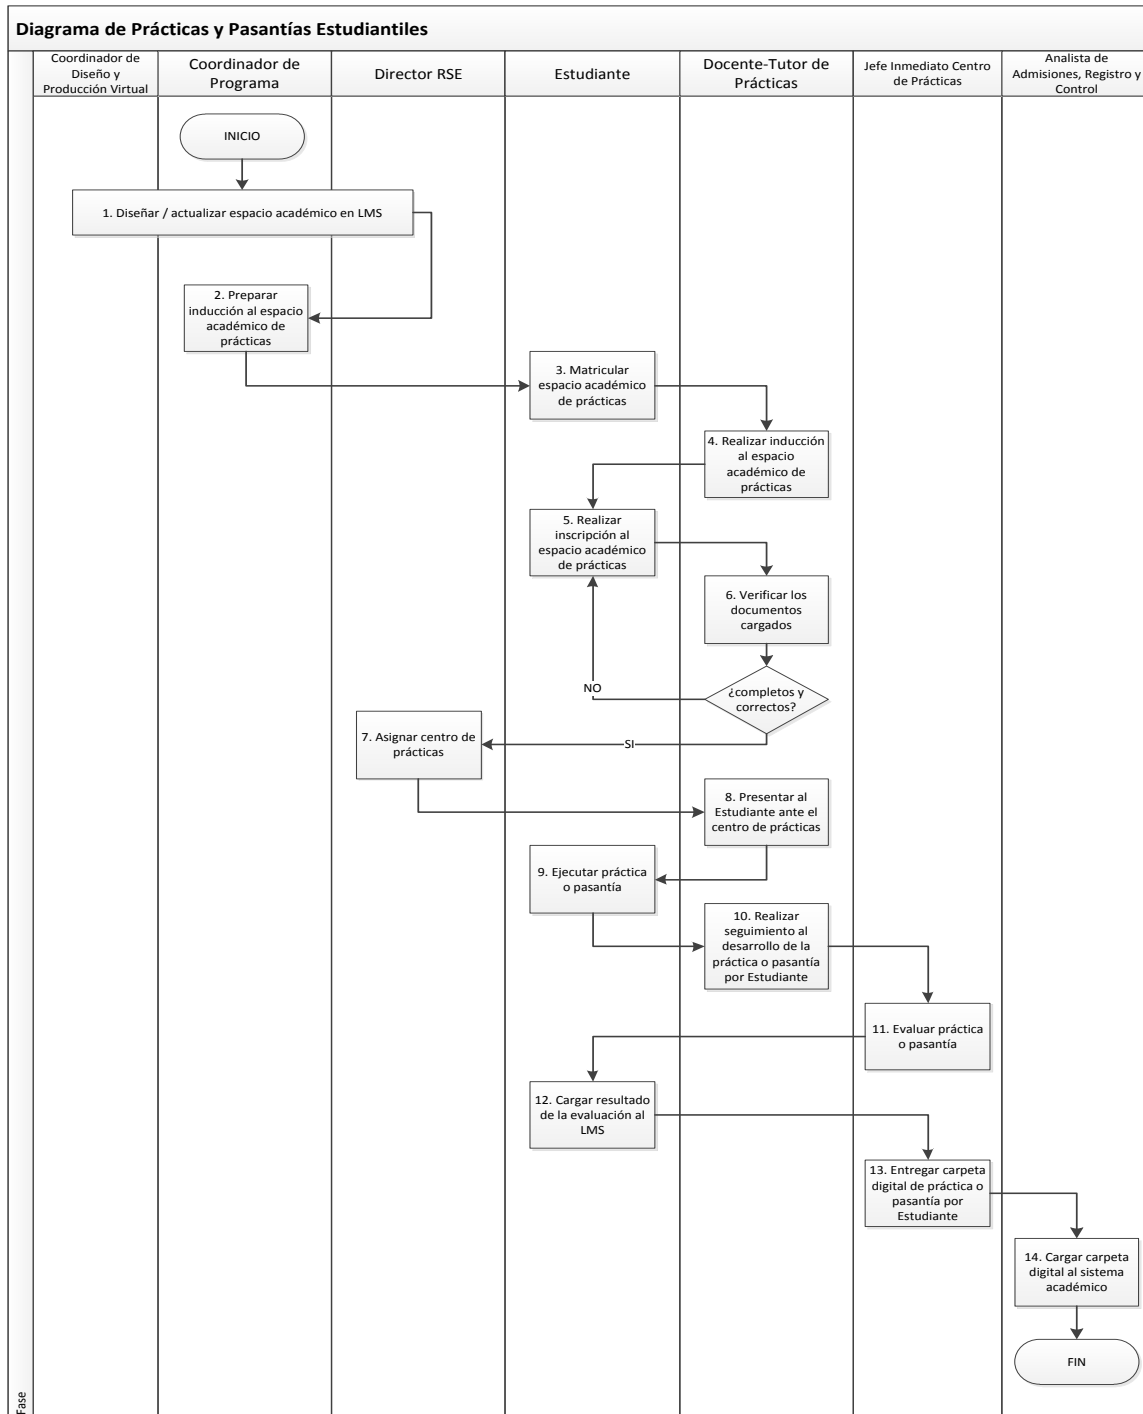 Diagrama de Prácticas y Pasantías Estudiantiles
Coordinador de
Diseño y
Producción Virtual
Coordinador de
Programa
Director RSE
Estudiante
Docente-Tutor de
Prácticas
Jefe Inmediato Centro
de Prácticas
Analista de
Admisiones, Registro y
Control
INICIO
1. Diseñar / actualizar espacio académico en LMS
2. Preparar
inducción al espacio
académico de
prácticas
3. Matricular
espacio académico
de prácticas
4. Realizar inducción
al espacio
académico de
prácticas
5. Realizar
inscripción al
espacio académico
de prácticas
6. Verificar los
documentos
cargados
¿completos y
correctos?
NO
SI
7. Asignar centro de
prácticas
8. Presentar al
Estudiante ante el
centro de prácticas
9. Ejecutar práctica
o pasantía
10. Realizar
seguimiento al
desarrollo de la
práctica o pasantía
por Estudiante
11. Evaluar práctica
o pasantía
12. Cargar resultado
de la evaluación al
LMS
13. Entregar carpeta
digital de práctica o
pasantía por
Estudiante
14. Cargar carpeta
digital al sistema
académico
FIN
Fase